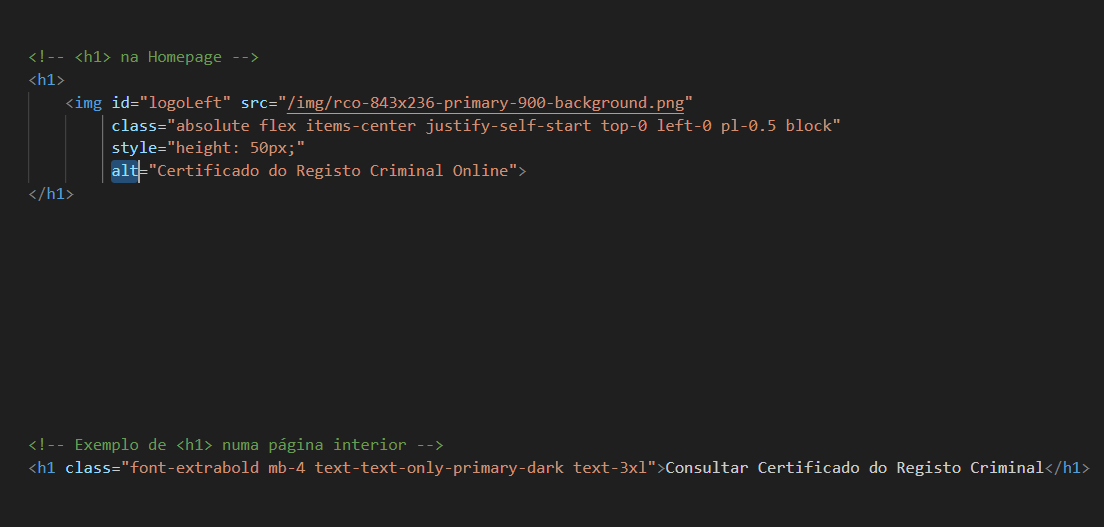 <!-- <h1> na Homepage -->
<h1>
<img id="logoLeft" src="/img/rco-843x236-primary-900-background.png"
class="absolute flex items-center justify-self-start top-0 left-0 pl-0.5 block"
style="height: 50px;"
alt="Certificado do Registo Criminal Online">
</h1>
<!-- Exemplo de <h1> numa página interior -->
<h1 class="font-extrabold mb-4 text-text-only-primary-dark text-3xl">Consultar Certificado do Registo Criminal</h1>